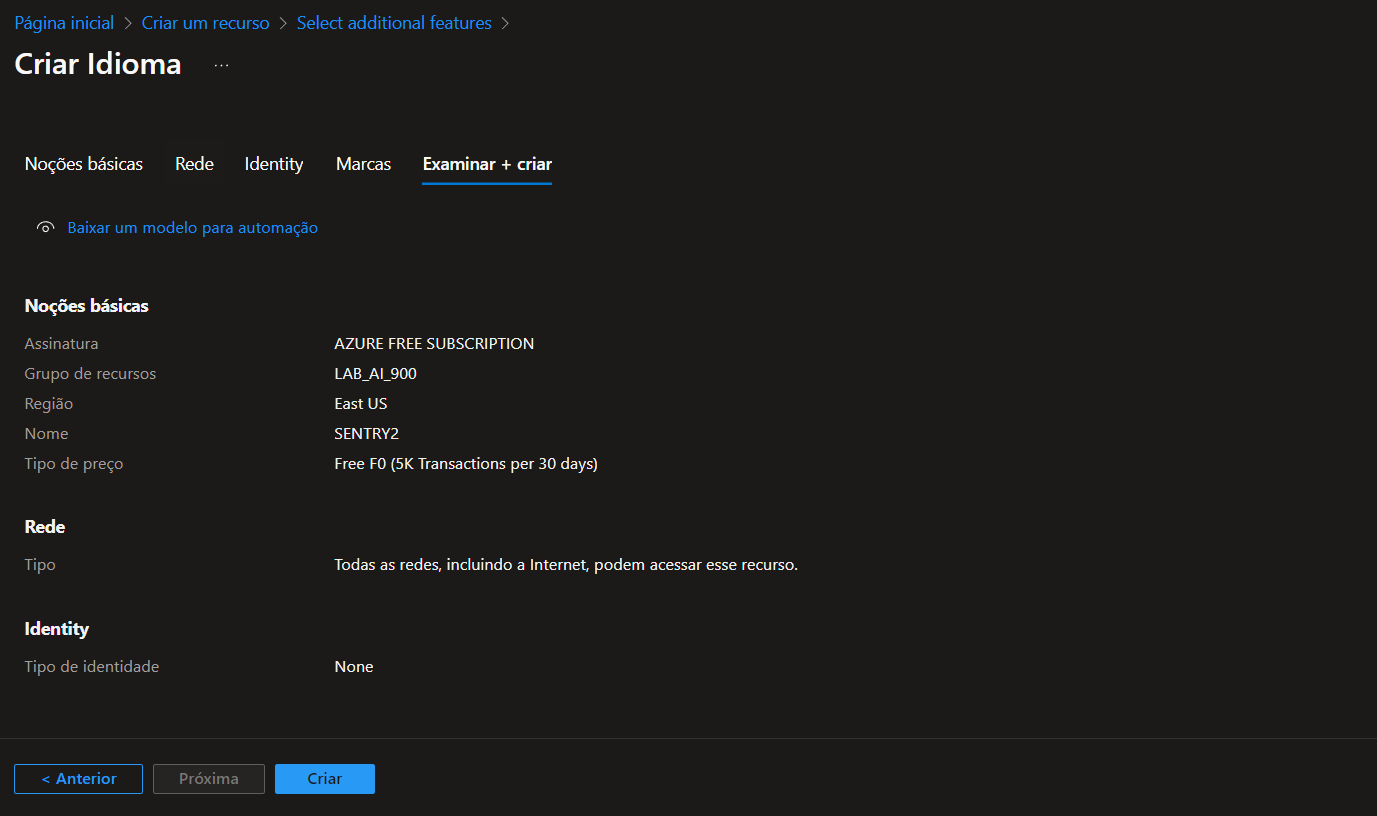 Página inicial > Criar um recurso > Select additional features >
Criar Idioma ...
Noções básicas Rede Identity Marcas Examinar + criar
Baixar um modelo para automação
Noções básicas
Assinatura AZURE FREE SUBSCRIPTION
Grupo de recursos LAB_AI_900
Região East US
Nome SENTRY2
Tipo de preço Free F0 (5K Transactions per 30 days)
Rede
Tipo Todas as redes, incluindo a Internet, podem acessar esse recurso.
Identity
Tipo de identidade None
< Anterior Próxima Criar